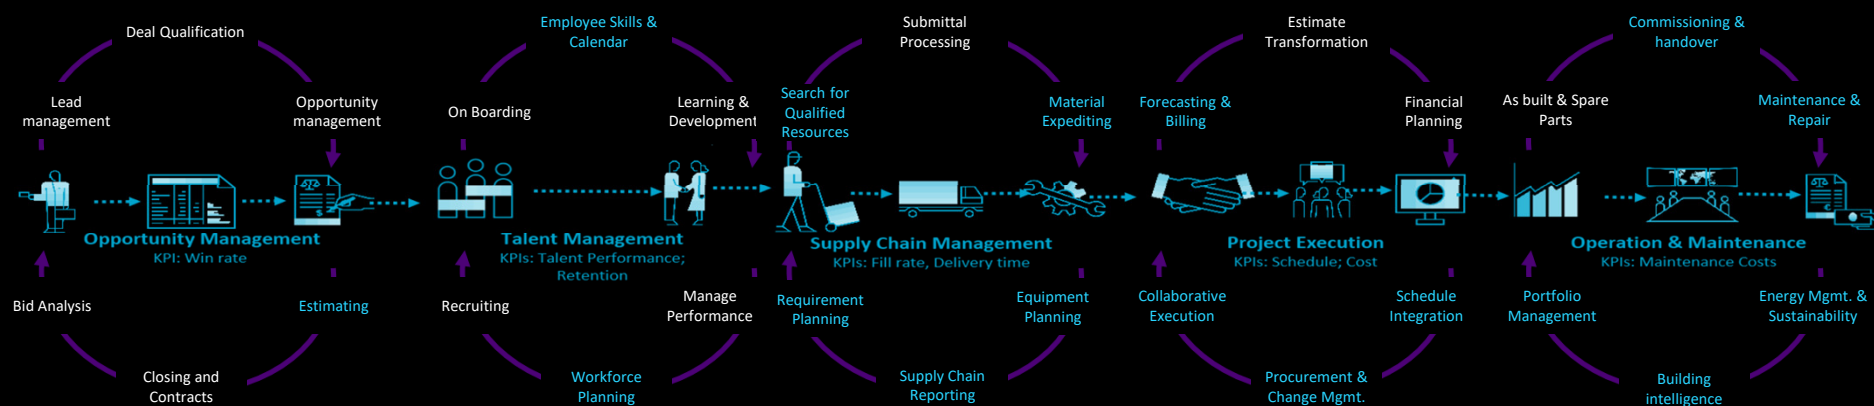 Deal Qualification
Lead
management
Opportunity
management
Opportunity Management
KPI: Win rate
Bid Analysis
Estimating
Closing and
Contracts
Employee Skills &
Calendar
On Boarding
Learning &
Development
Talent Management
KPIs: Talent Performance;
Retention
Recruiting
Manage
Performance
Workforce
Planning
Submittal
Processing
Search for
Qualified
Resources
Material
Expediting
Supply Chain Management
KPIs: Fill rate, Delivery time
Requirement
Planning
Equipment
Planning
Supply Chain
Reporting
Estimate
Transformation
Forecasting &
Billing
Financial
Planning
Project Execution
KPIs: Schedule; Cost
Collaborative
Execution
Schedule
Integration
Procurement &
Change Mgmt.
Commissioning &
handover
As built & Spare
Parts
Maintenance &
Repair
Operation & Maintenance
KPIs: Maintenance Costs
Portfolio
Management
Energy Mgmt. &
Sustainability
Building
intelligence